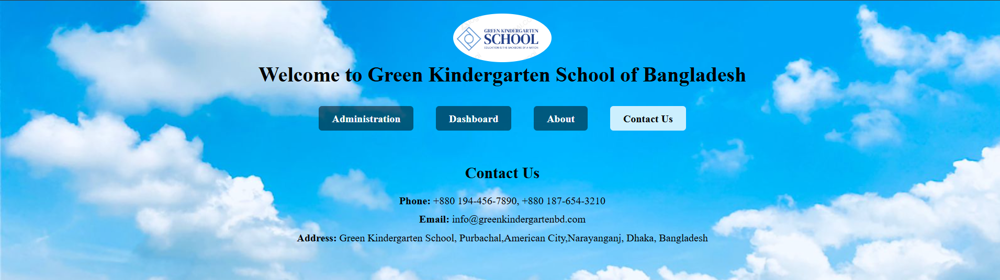 GREEN KINDERGARTEN
SCHOOL
EDUCATION IS THE BACKBONE OF A NATION
Welcome to Green Kindergarten School of Bangladesh
Administration Dashboard About Contact Us
Contact Us
Phone: +880 194-456-7890, +880 187-654-3210
Email: info@greenkindergartenbd.com
Address: Green Kindergarten School, Purbachal,American City,Narayanganj, Dhaka, Bangladesh